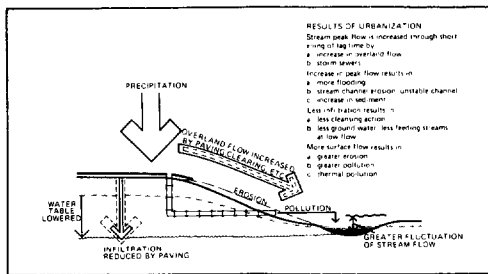 RESULTS OF URBANIZATION
Stream peak flow is increased through short
ening of lag time by
a increase in overland flow
b storm sewers
Increase in peak flow results in
a more flooding
b stream channel erosion unstable channel
c increase in sediment
Less infiltration results in
a less cleansing action
b less ground water less feeding streams
at low flow
More surface flow results in
a greater erosion
b greater pollution
c thermal pollution
PRECIPITATION
OVERLAND FLOW INCREASED
BY PAVING CLEARING, ETC
EROSION
POLLUTION
WATER
TABLE
LOWERED
INFILTRATION
REDUCED BY PAVING
GREATER FLUCTUATION
OF STREAM FLOW